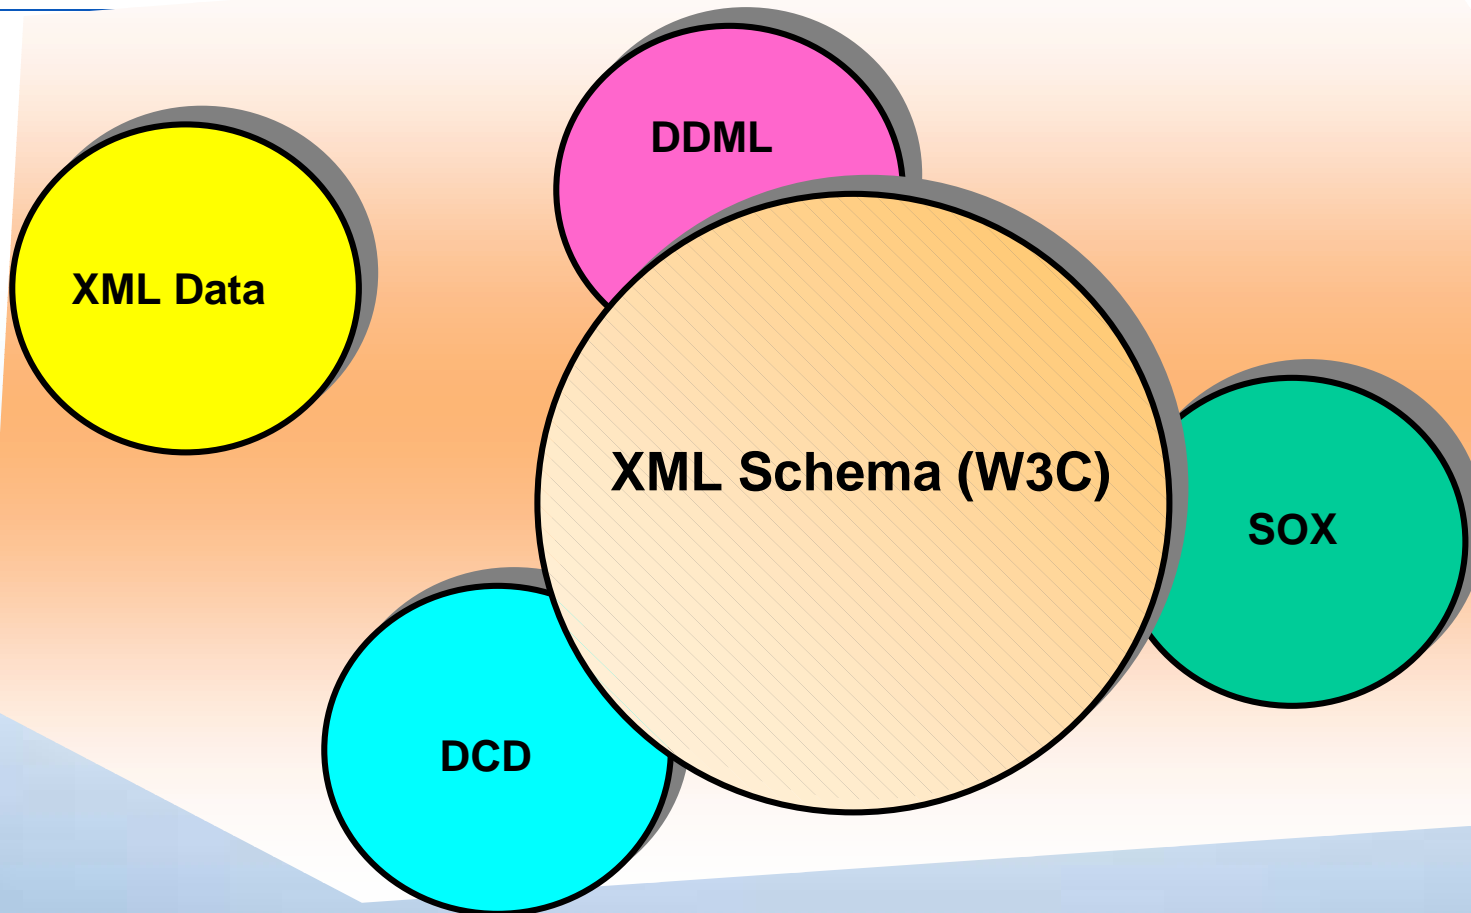 DDML
XML Data
XML Schema (W3C)
SOX
DCD